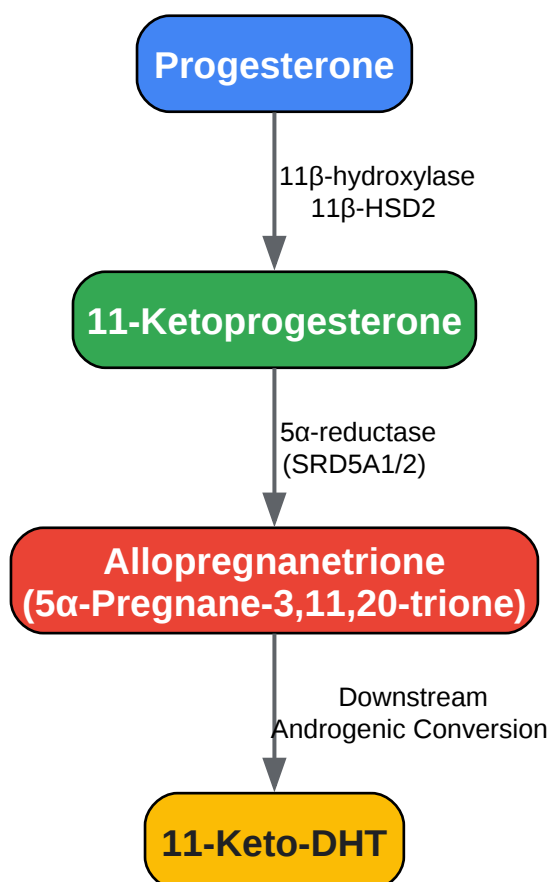 Progesterone
11β-hydroxylase
11β-HSD2
11-Ketoprogesterone
5α-reductase
(SRD5A1/2)
Allopregnanetrione
(5α-Pregnane-3,11,20-trione)
Downstream
Androgenic Conversion
11-Keto-DHT